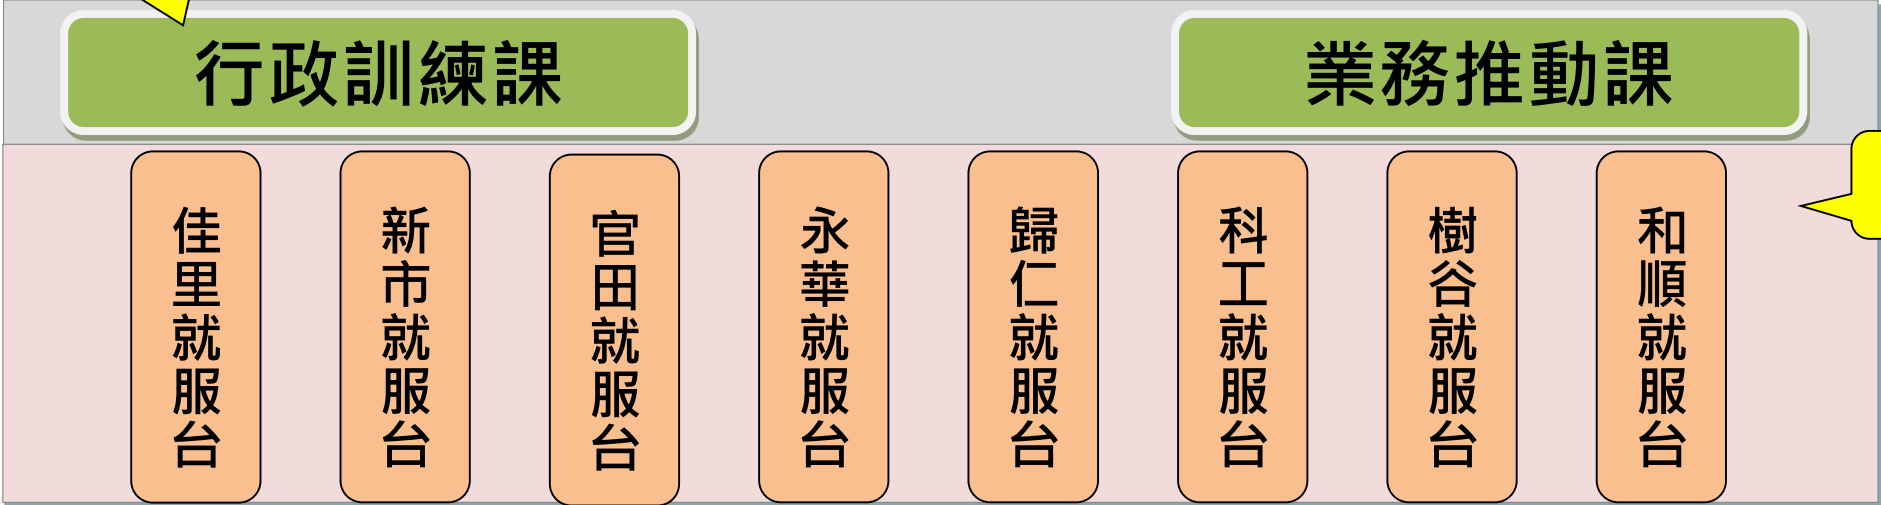 行政訓練課
業務推動課
佳里就服台
新市就服台
官田就服台
永華就服台
歸仁就服台
科工就服台
樹谷就服台
和順就服台